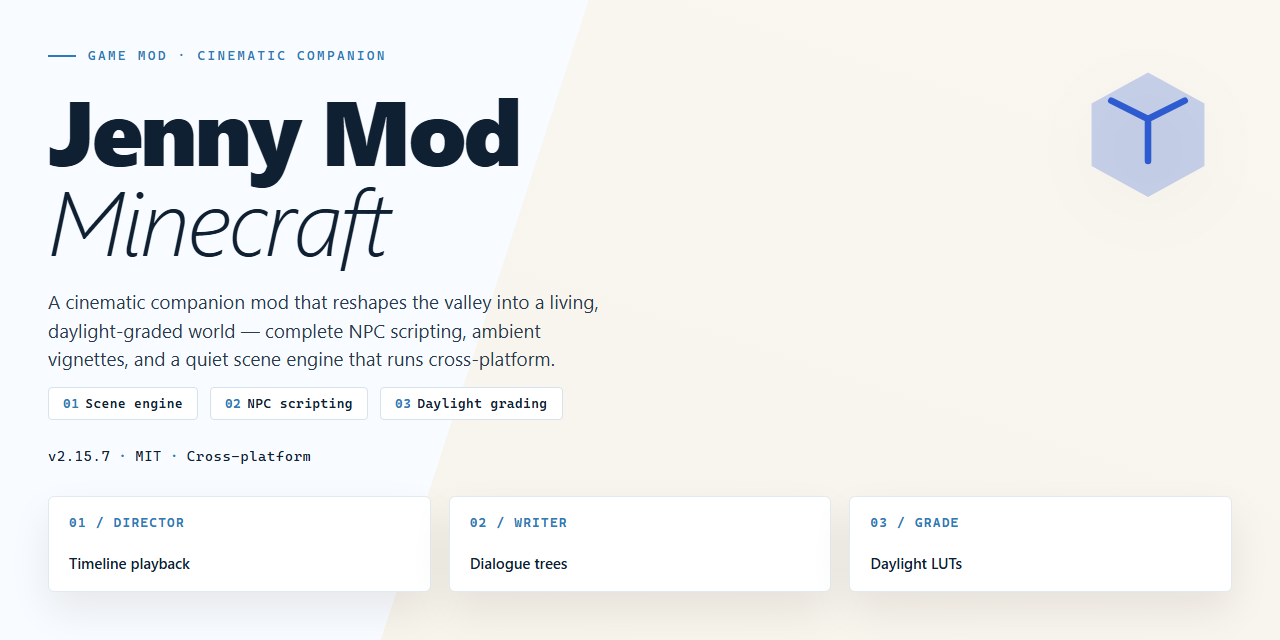 GAME MOD · CINEMATIC COMPANION
Jenny Mod
Minecraft
A cinematic companion mod that reshapes the valley into a living,
daylight-graded world — complete NPC scripting, ambient
vignettes, and a quiet scene engine that runs cross-platform.
01 Scene engine
02 NPC scripting
03 Daylight grading
v2.15.7 · MIT · Cross-platform
01 / DIRECTOR
Timeline playback
02 / WRITER
Dialogue trees
03 / GRADE
Daylight LUTs